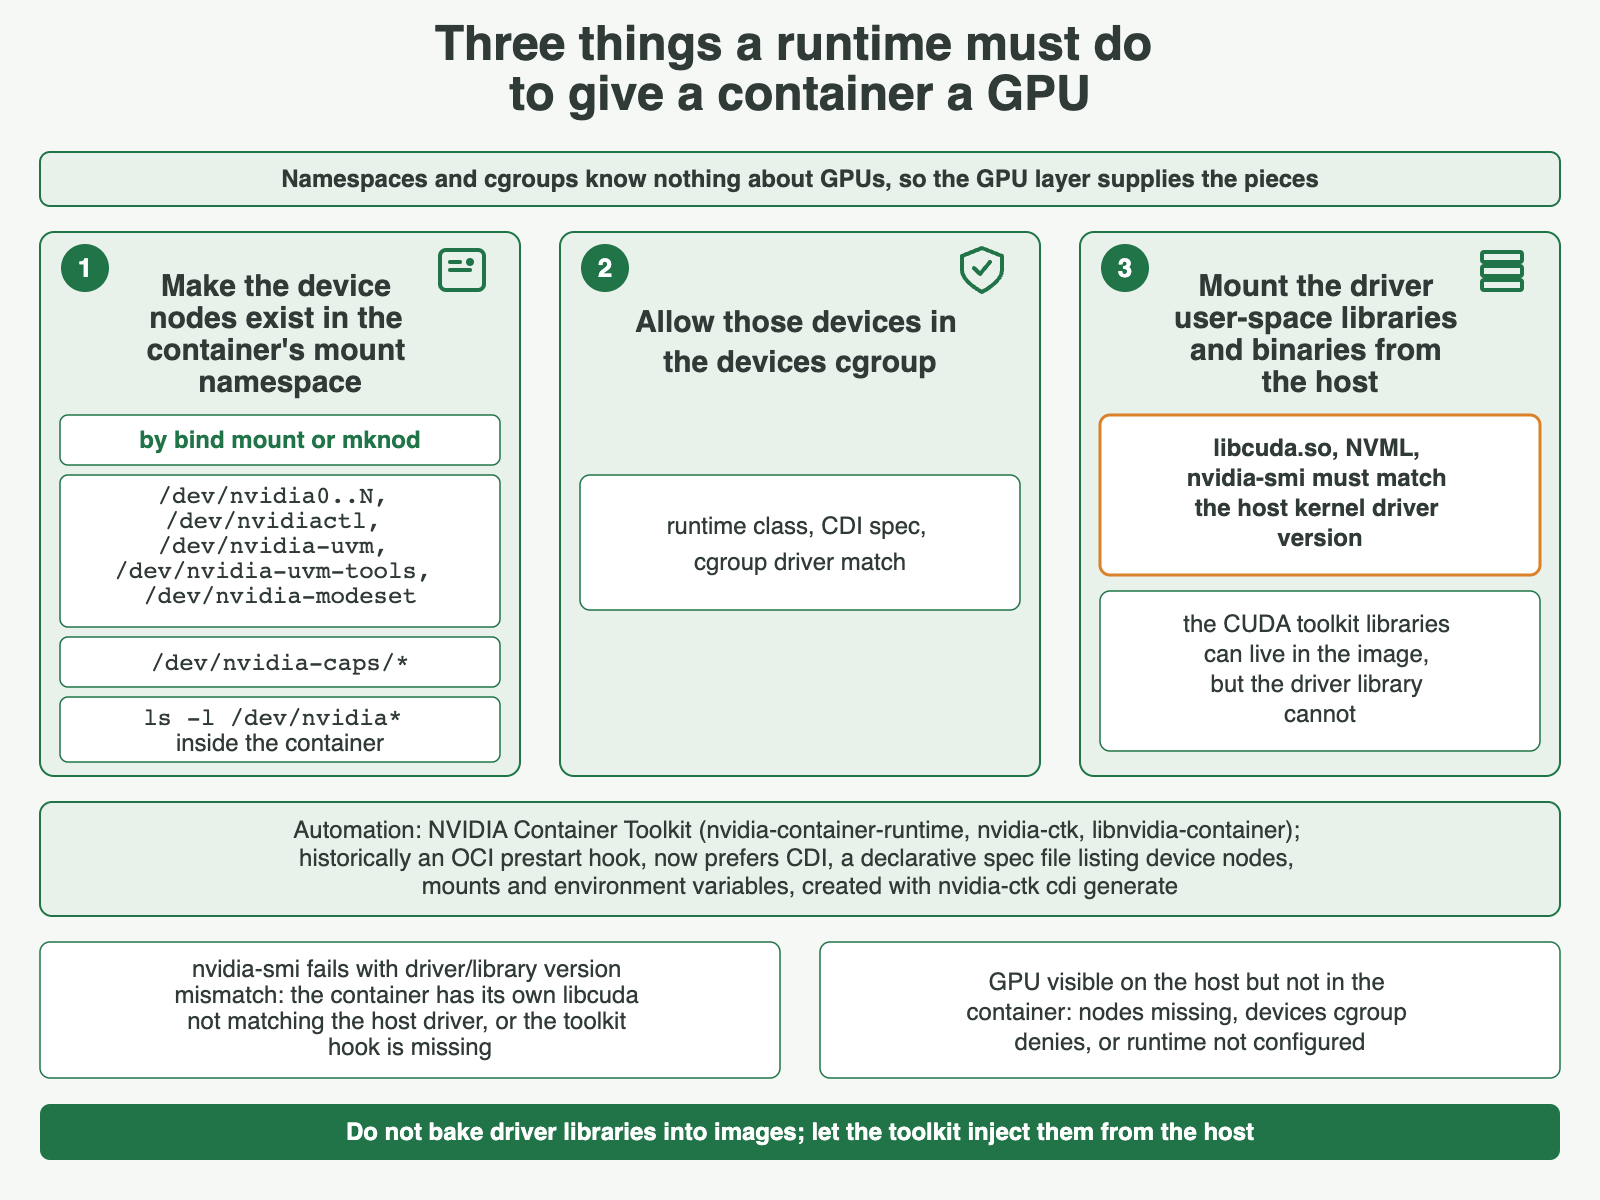 Three things a runtime must do
to give a container a GPU
Namespaces and cgroups know nothing about GPUs, so the GPU layer supplies the pieces
1
Make the device
nodes exist in the
container's mount
namespace
by bind mount or mknod
/dev/nvidia0..N,
/dev/nvidiactl,
/dev/nvidia-uvm,
/dev/nvidia-uvm-tools,
/dev/nvidia-modeset
/dev/nvidia-caps/*
ls -l /dev/nvidia*
inside the container
2
Allow those devices in
the devices cgroup
runtime class, CDI spec,
cgroup driver match
3
Mount the driver
user-space libraries
and binaries from
the host
libcuda.so, NVML,
nvidia-smi must match
the host kernel driver
version
the CUDA toolkit libraries
can live in the image,
but the driver library
cannot
Automation: NVIDIA Container Toolkit (nvidia-container-runtime, nvidia-ctk, libnvidia-container);
historically an OCI prestart hook, now prefers CDI, a declarative spec file listing device nodes,
mounts and environment variables, created with nvidia-ctk cdi generate
nvidia-smi fails with driver/library version
mismatch: the container has its own libcuda
not matching the host driver, or the toolkit
hook is missing
GPU visible on the host but not in the
container: nodes missing, devices cgroup
denies, or runtime not configured
Do not bake driver libraries into images; let the toolkit inject them from the host